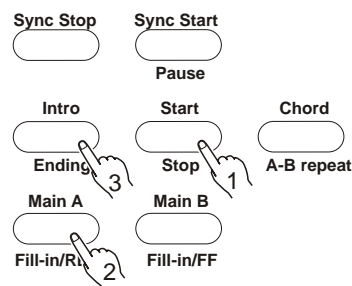 Sync Stop Sync Start
Pause
Intro Start Chord
Ending Stop A-B repeat
3 1
Main A Main B
Fill-in/ Fill-in/FF
2